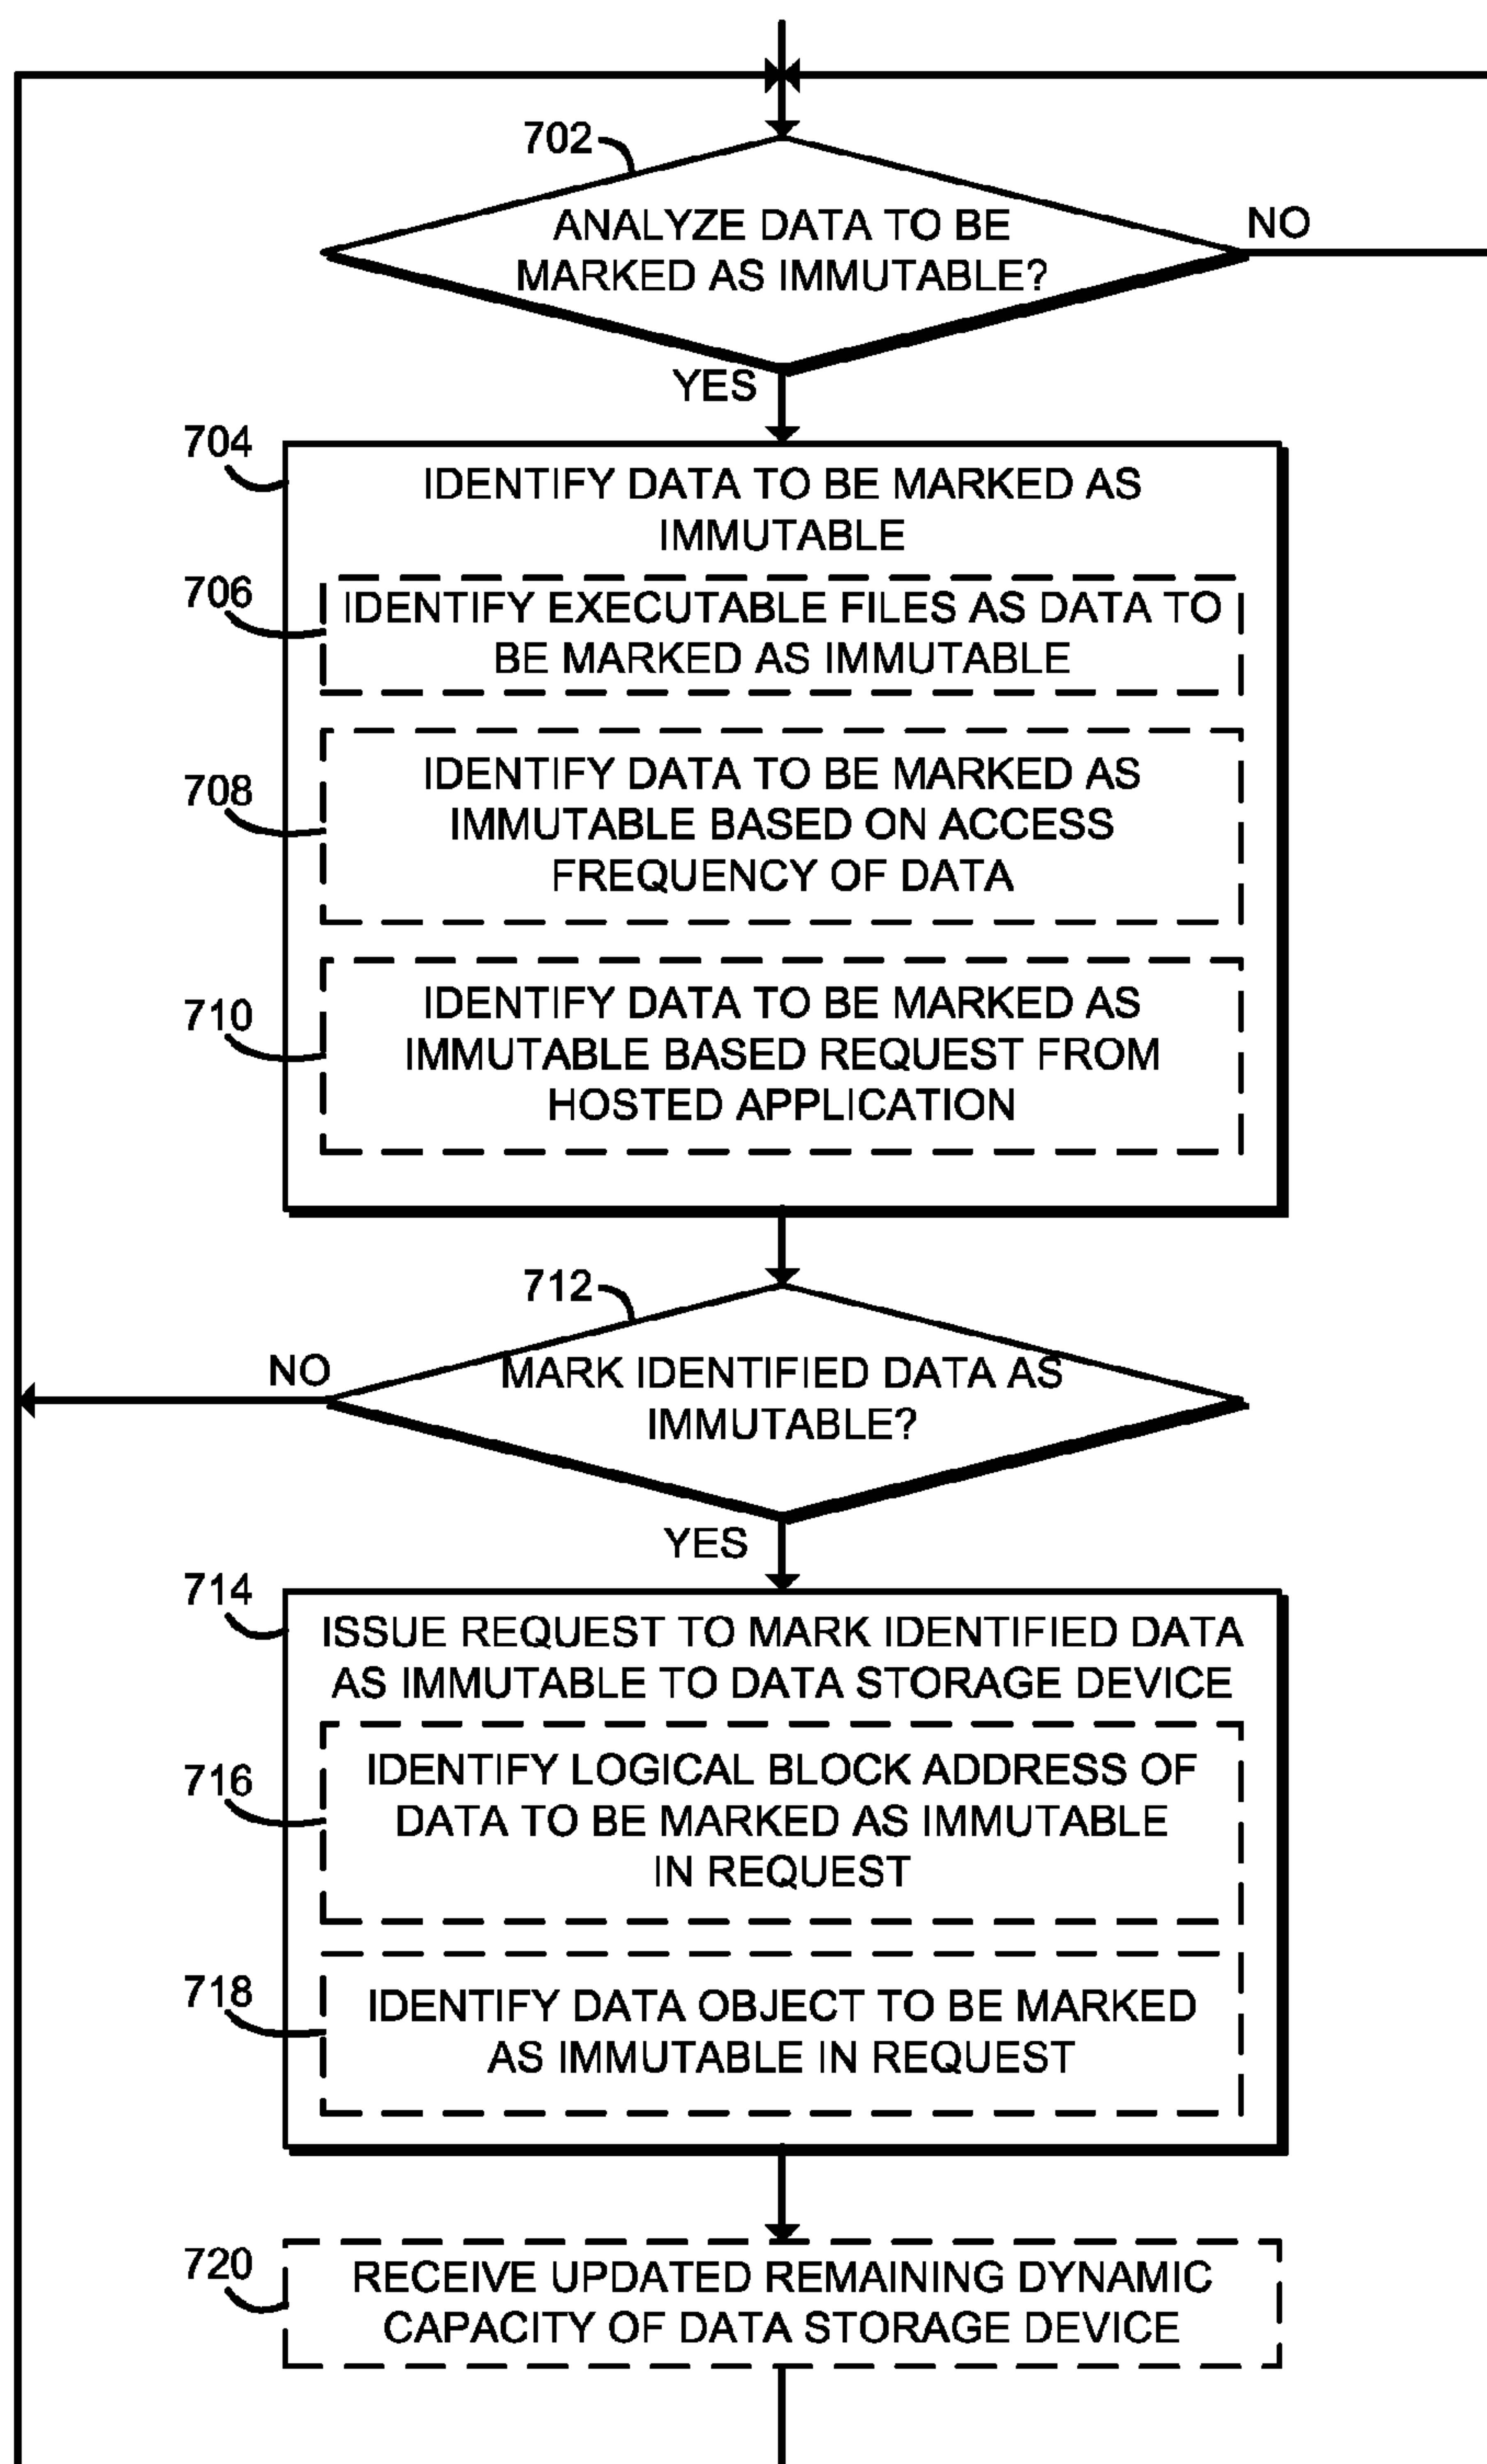 702
ANALYZE DATA TO BE
MARKED AS IMMUTABLE?
NO
YES
704
IDENTIFY DATA TO BE MARKED AS
IMMUTABLE
706
IDENTIFY EXECUTABLE FILES AS DATA TO
BE MARKED AS IMMUTABLE
708
IDENTIFY DATA TO BE MARKED AS
IMMUTABLE BASED ON ACCESS
FREQUENCY OF DATA
710
IDENTIFY DATA TO BE MARKED AS
IMMUTABLE BASED REQUEST FROM
HOSTED APPLICATION
712
NO
MARK IDENTIFIED DATA AS
IMMUTABLE?
YES
714
ISSUE REQUEST TO MARK IDENTIFIED DATA
AS IMMUTABLE TO DATA STORAGE DEVICE
716
IDENTIFY LOGICAL BLOCK ADDRESS OF
DATA TO BE MARKED AS IMMUTABLE
IN REQUEST
718
IDENTIFY DATA OBJECT TO BE MARKED
AS IMMUTABLE IN REQUEST
720
RECEIVE UPDATED REMAINING DYNAMIC
CAPACITY OF DATA STORAGE DEVICE